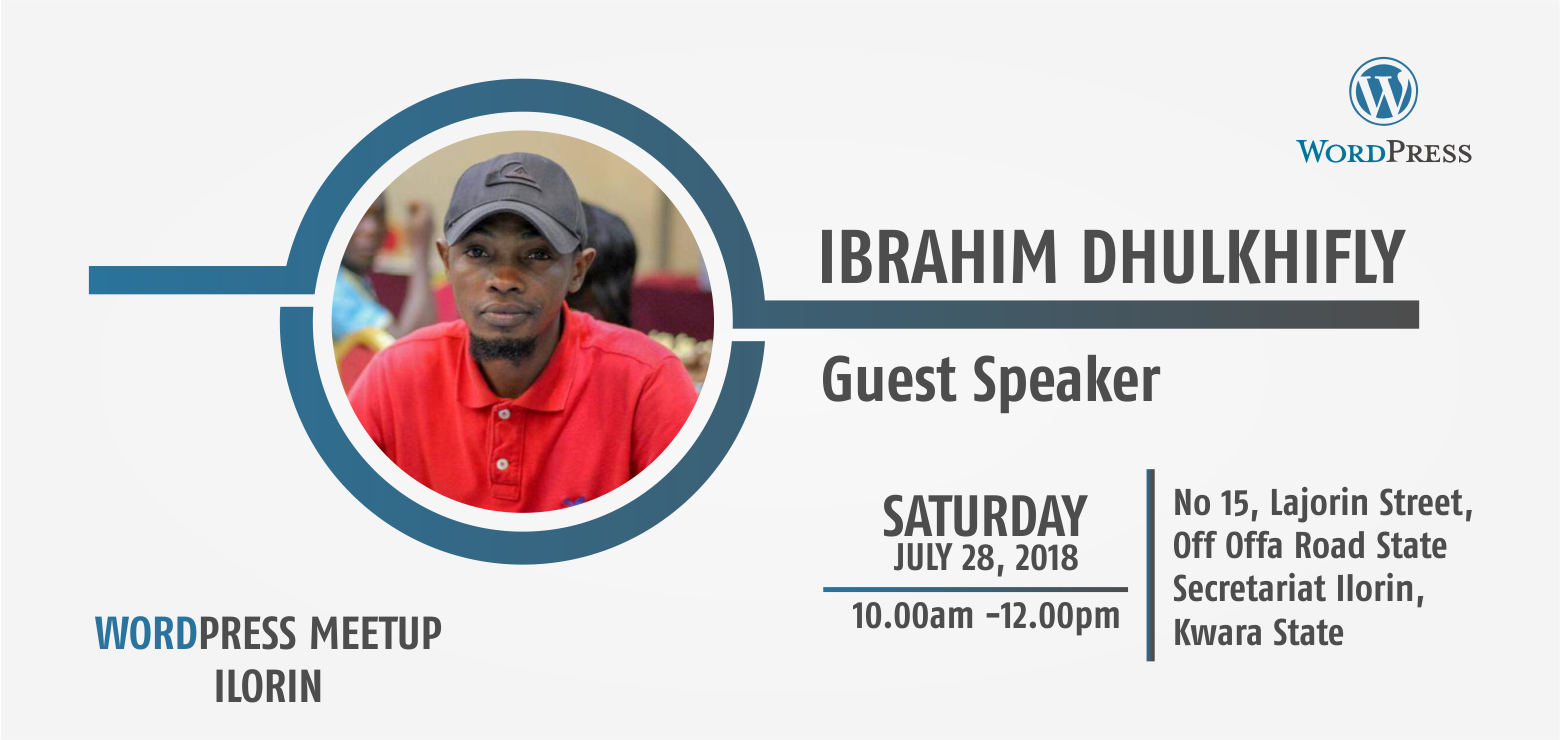 WORDPRESS
IBRAHIM DHULKHIFLY
Guest Speaker
SATURDAY
JULY 28, 2018
10.00am -12.00pm
No 15, Lajorin Street,
Off Offa Road State
Secretariat Ilorin,
Kwara State
WORDPRESS MEETUP
ILORIN